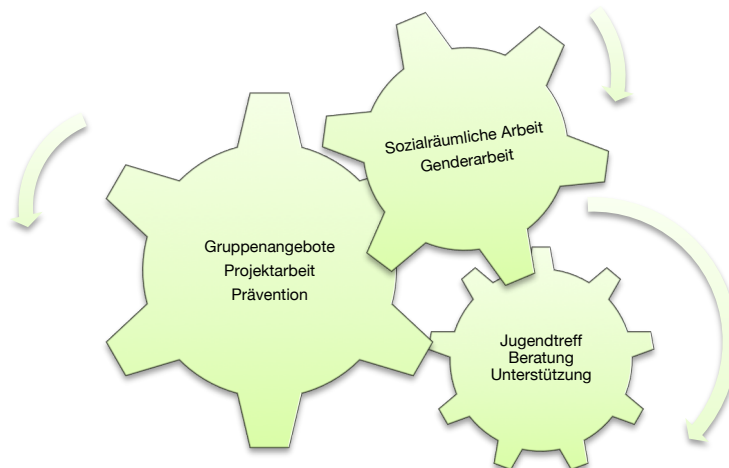 Sozialräumliche Arbeit
Genderarbeit
Gruppenangebote
Projektarbeit
Prävention
Jugendtreff
Beratung
Unterstützung